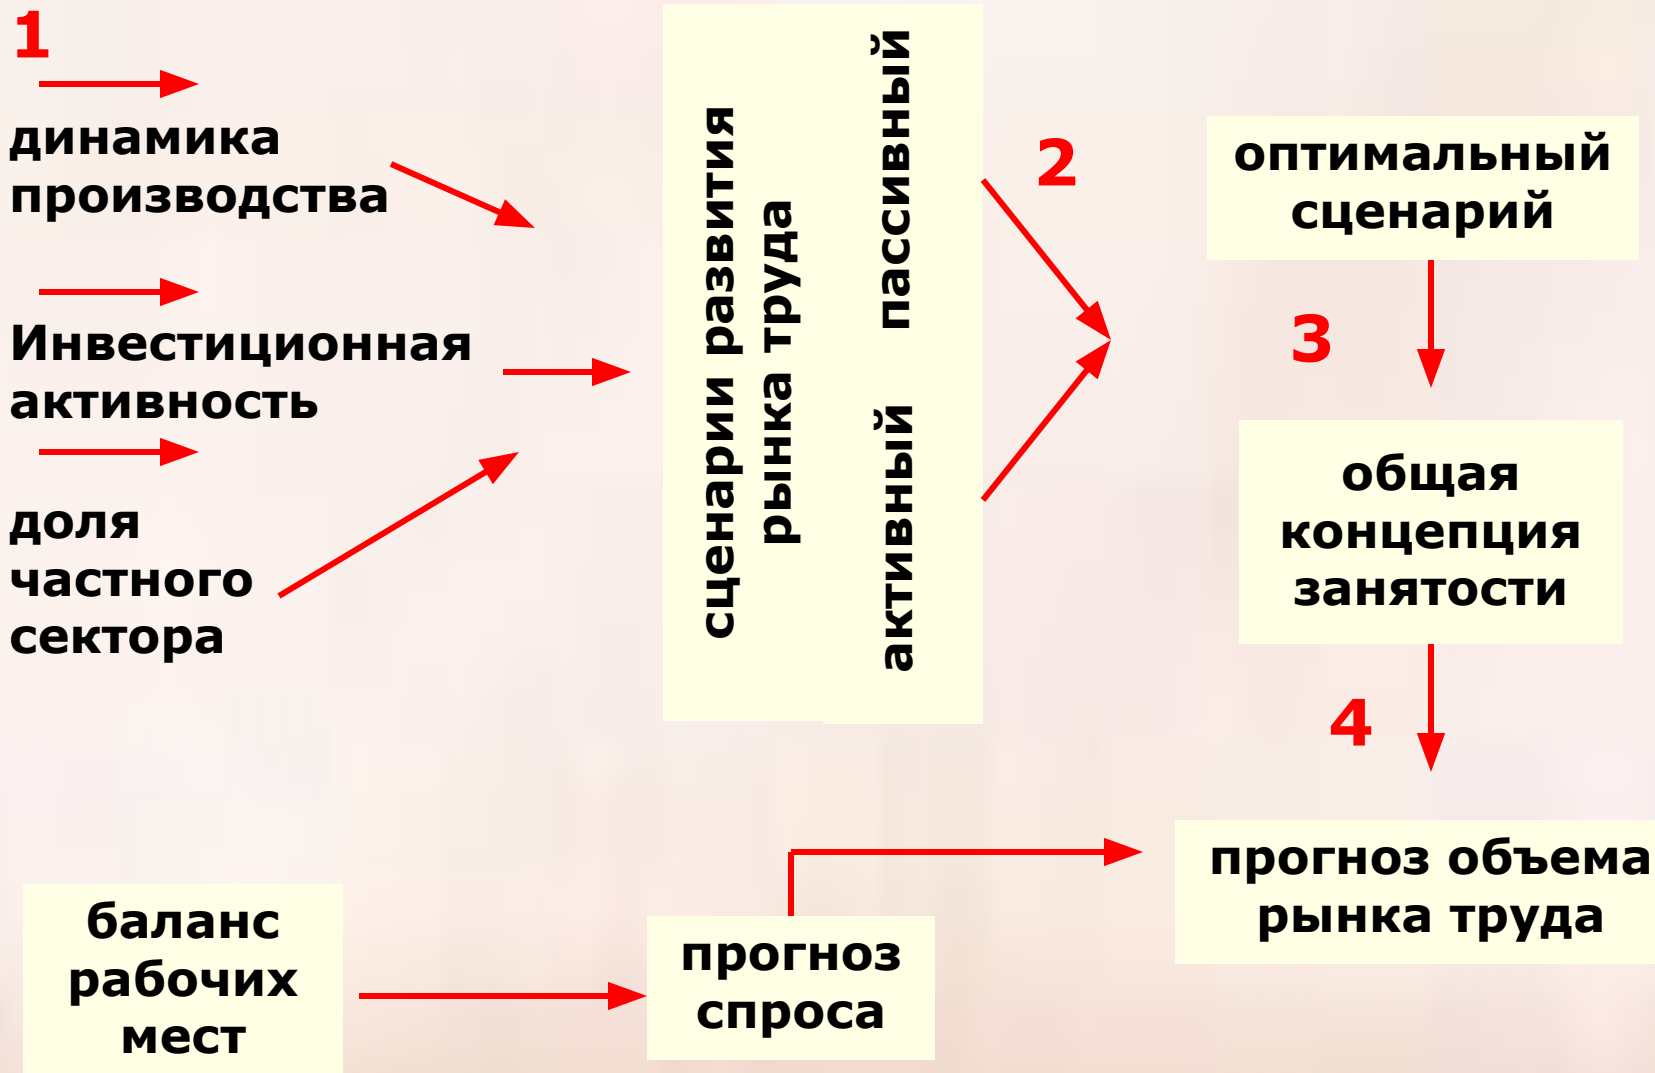 1
динамика
производства
Инвестиционная
активность
доля
частного
сектора
сценарии развития
рынка труда
пассивный
активный
2
оптимальный
сценарий
3
общая
концепция
занятости
4
прогноз объема
рынка труда
баланс
рабочих
мест
прогноз
спроса